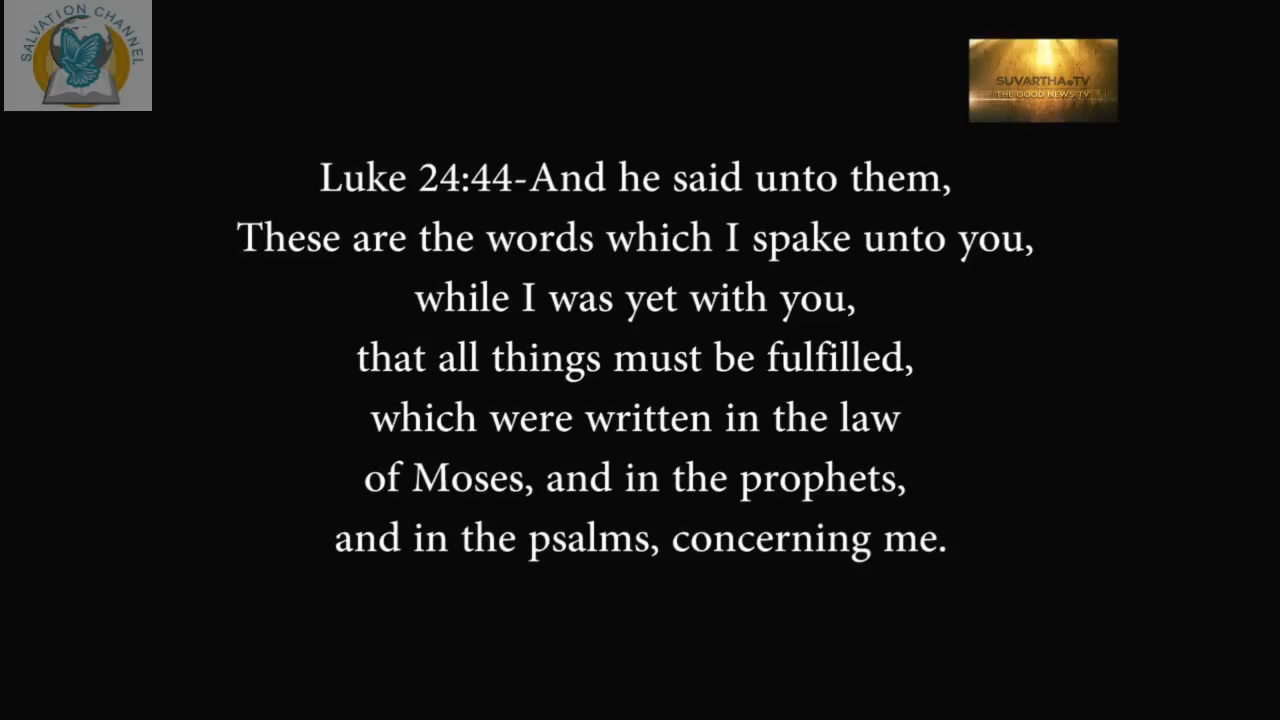 SALVATION CHANNEL
SUVARTHA.TV
THE GOOD NEWS TV
Luke 24:44-And he said unto them,
These are the words which I spake unto you,
while I was yet with you,
that all things must be fulfilled,
which were written in the law
of Moses, and in the prophets,
and in the psalms, concerning me.